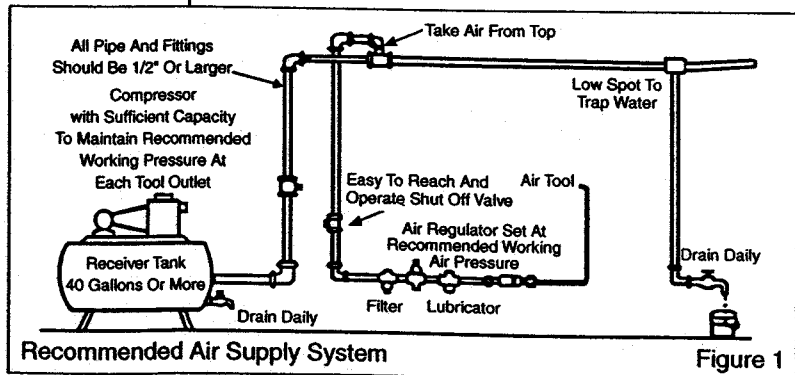 Take Air From Top
All Pipe And Fittings
Should Be 1/2" Or Larger
Compressor
with Sufficient Capacity
To Maintain Recommended
Working Pressure At
Each Tool Outlet
Low Spot To
Trap Water
Easy To Reach And
Operate Shut Off Valve
Air Tool
Air Regulator Set At
Recommended Working
Air Pressure
Receiver Tank
40 Gallons Or More
Drain Daily
Filter
Lubricator
Drain Daily
Recommended Air Supply System
Figure 1